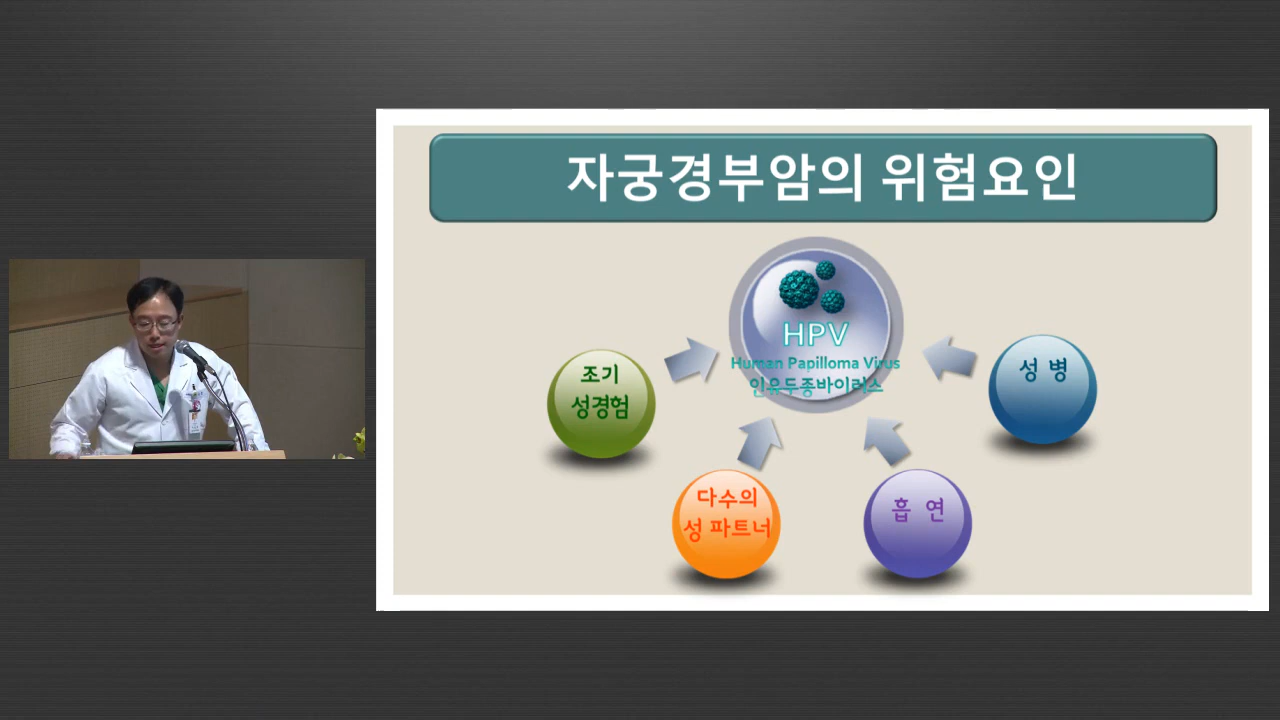 자궁경부암의 위험요인
HPV
Human Papilloma Virus
인유두종바이러스
조기
성경험
다수의
성 파트너
흡 연
성 병